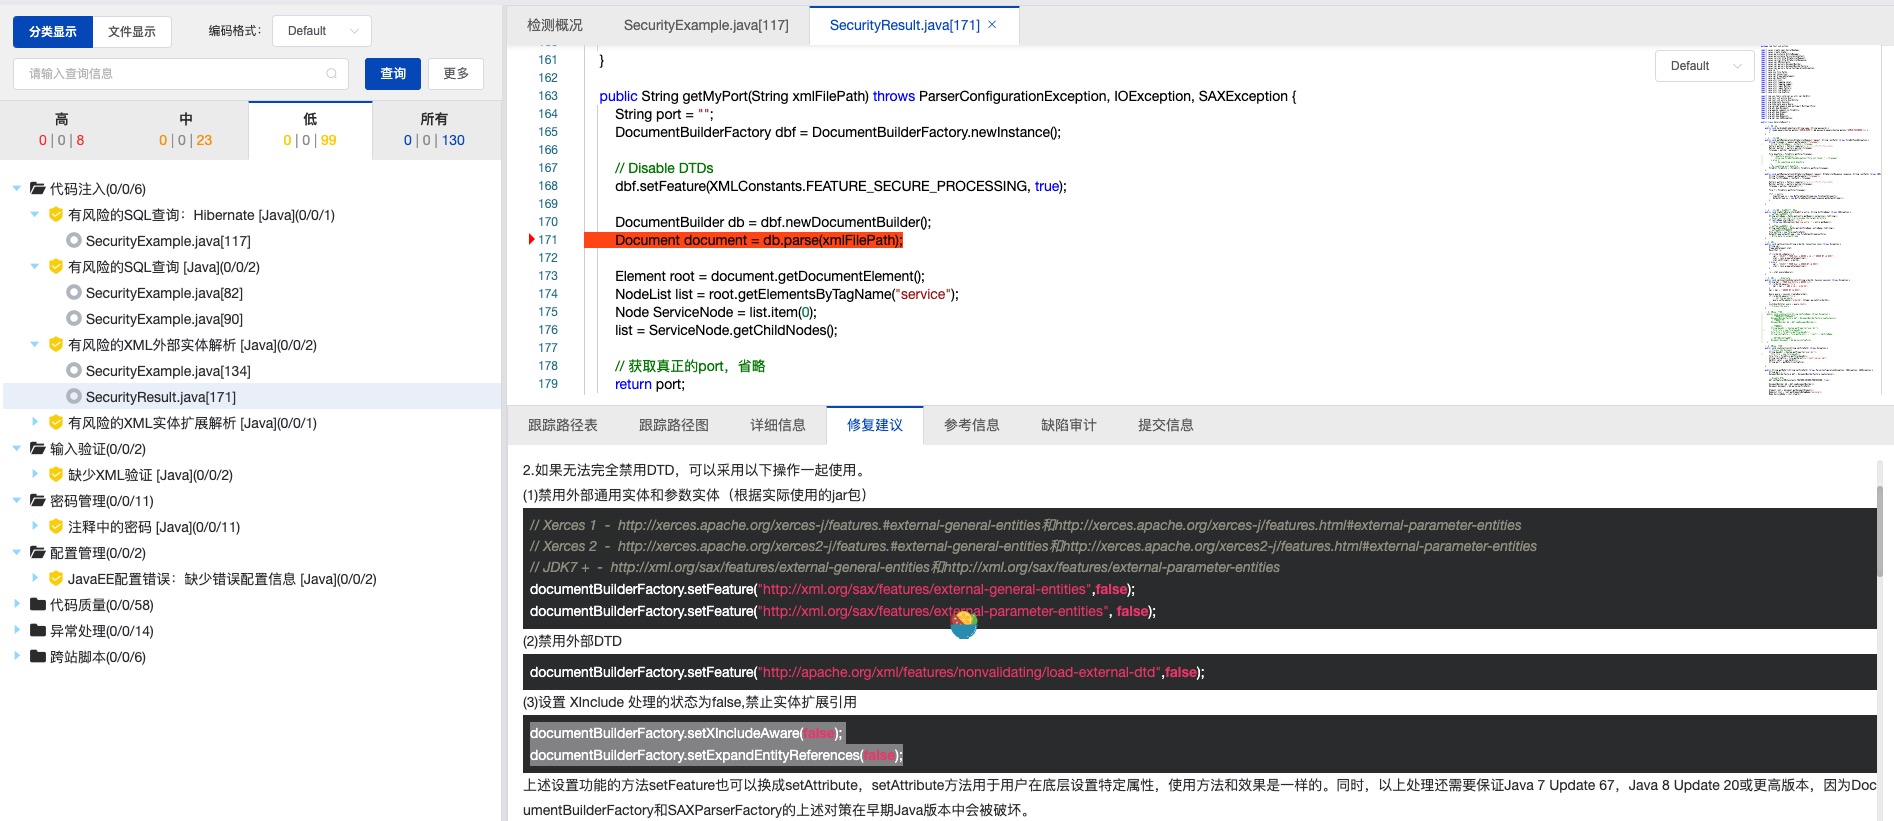 分类显示 文件显示 编码格式： Default
请输入查询信息 查询 更多
高 中 低 所有
0 | 0 | 8 0 | 0 | 23 0 | 0 | 99 0 | 0 | 130
代码注入(0/0/6)
有风险的SQL查询：Hibernate [Java](0/0/1)
SecurityExample.java[117]
有风险的SQL查询 [Java](0/0/2)
SecurityExample.java[82]
SecurityExample.java[90]
有风险的XML外部实体解析 [Java](0/0/2)
SecurityExample.java[134]
SecurityResult.java[171]
有风险的XML实体扩展解析 [Java](0/0/1)
输入验证(0/0/2)
缺少XML验证 [Java](0/0/2)
密码管理(0/0/11)
注释中的密码 [Java](0/0/11)
配置管理(0/0/2)
JavaEE配置错误：缺少错误配置信息 [Java](0/0/2)
代码质量(0/0/58)
异常处理(0/0/14)
跨站脚本(0/0/6)
检测概况 SecurityExample.java[117] SecurityResult.java[171] ×
Default
161 }
162
163 public String getMyPort(String xmlFilePath) throws ParserConfigurationException, IOException, SAXException {
164 String port = "";
165 DocumentBuilderFactory dbf = DocumentBuilderFactory.newInstance();
166
167 // Disable DTDs
168 dbf.setFeature(XMLConstants.FEATURE_SECURE_PROCESSING, true);
169
170 DocumentBuilder db = dbf.newDocumentBuilder();
171 Document document = db.parse(xmlFilePath);
172
173 Element root = document.getDocumentElement();
174 NodeList list = root.getElementsByTagName("service");
175 Node ServiceNode = list.item(0);
176 list = ServiceNode.getChildNodes();
177
178 // 获取真正的port，省略
179 return port;
跟踪路径表 跟踪路径图 详细信息 修复建议 参考信息 缺陷审计 提交信息
2.如果无法完全禁用DTD，可以采用以下操作一起使用。
(1)禁用外部通用实体和参数实体（根据实际使用的jar包）
// Xerces 1 - http://xerces.apache.org/xerces-j/features.#external-general-entities和http://xerces.apache.org/xerces-j/features.html#external-parameter-entities
// Xerces 2 - http://xerces.apache.org/xerces2-j/features.#external-general-entities和http://xerces.apache.org/xerces2-j/features.html#external-parameter-entities
// JDK7 + - http://xml.org/sax/features/external-general-entities和http://xml.org/sax/features/external-parameter-entities
documentBuilderFactory.setFeature("http://xml.org/sax/features/external-general-entities",false);
documentBuilderFactory.setFeature("http://xml.org/sax/features/external-parameter-entities", false);
(2)禁用外部DTD
documentBuilderFactory.setFeature("http://apache.org/xml/features/nonvalidating/load-external-dtd",false);
(3)设置 XInclude 处理的状态为false,禁止实体扩展引用
documentBuilderFactory.setXIncludeAware(false);
documentBuilderFactory.setExpandEntityReferences(false);
上述设置功能的方法setFeature也可以换成setAttribute，setAttribute方法用于用户在底层设置特定属性，使用方法和效果是一样的。同时，以上处理还需要保证Java 7 Update 67，Java 8 Update 20或更高版本，因为Doc
umentBuilderFactory和SAXParserFactory的上述对策在早期Java版本中会被破坏。